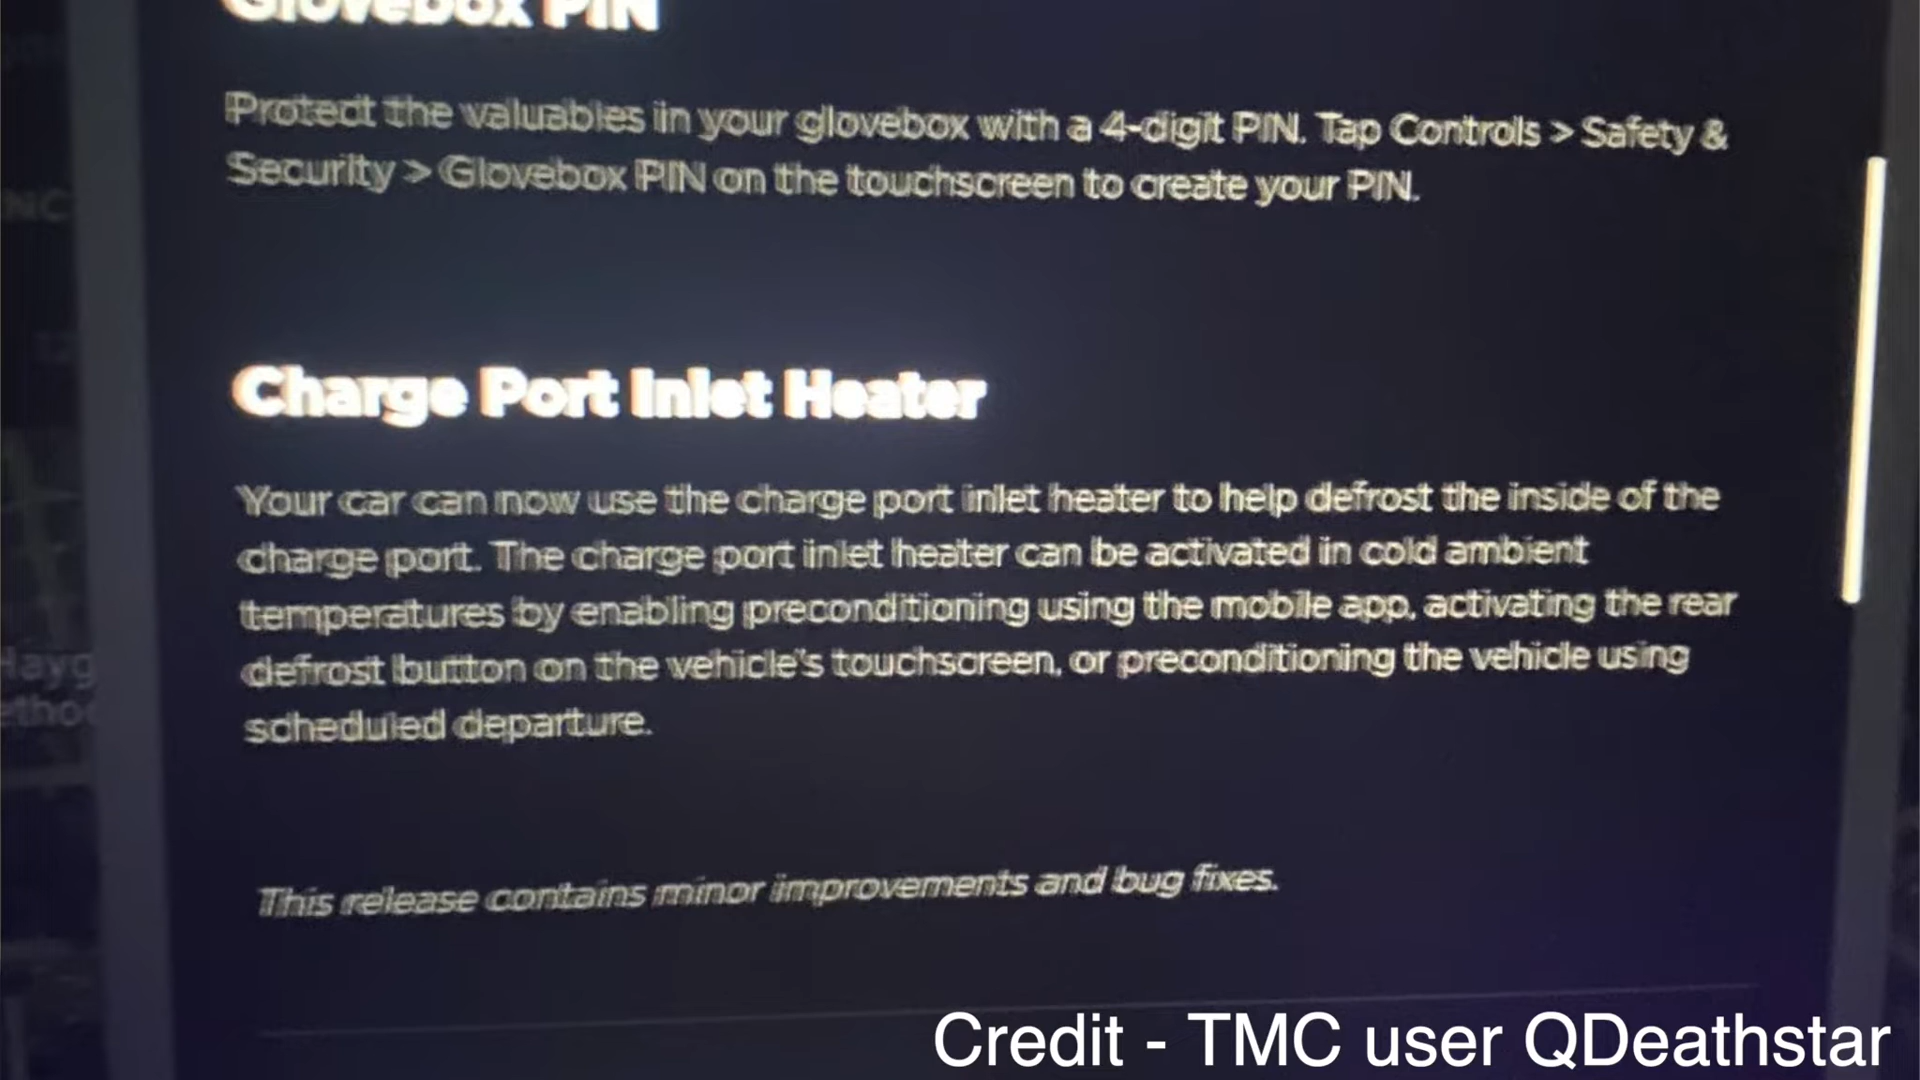 Glovebox PIN
Protect the valuables in your glovebox with a 4-digit PIN. Tap Controls > Safety &
Security > Glovebox PIN on the touchscreen to create your PIN.
Charge Port Inlet Heater
Your car can now use the charge port inlet heater to help defrost the inside of the
charge port. The charge port inlet heater can be activated in cold ambient
temperatures by enabling preconditioning using the mobile app, activating the rear
defrost button on the vehicle's touchscreen, or preconditioning the vehicle using
scheduled departure.
This release contains minor improvements and bug fixes.
Credit - TMC user QDeathstar